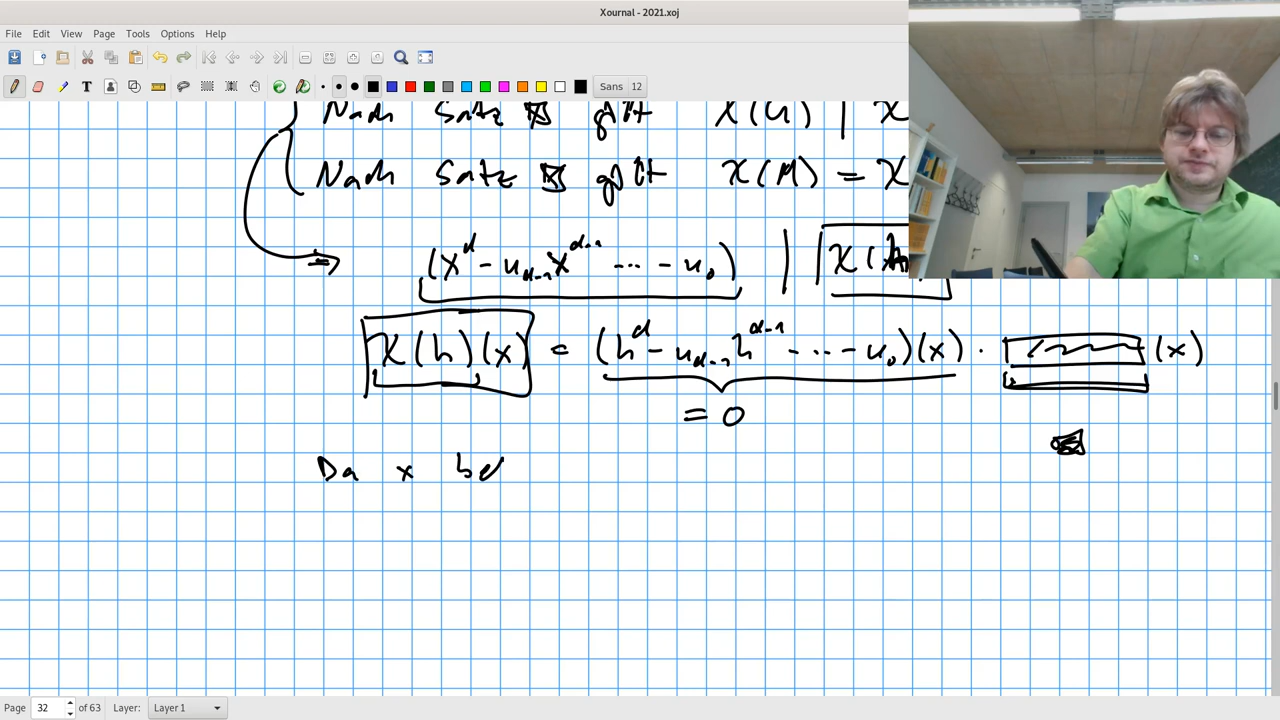 Xournal - 2021.xoj
File Edit View Page Tools Options Help
Sans 12
Nach Satz gilt χ(U) | χ
Nach Satz gilt χ(M) = χ
⇒ (x^d - u_{d-1} x^{d-1} ... - u_0) | χ(
χ(h)(x) = (h^d - u_{d-1} h^{d-1} - ... - u_0)(x) · (x)
= 0
Da x be
Page 32 of 63 Layer: Layer 1